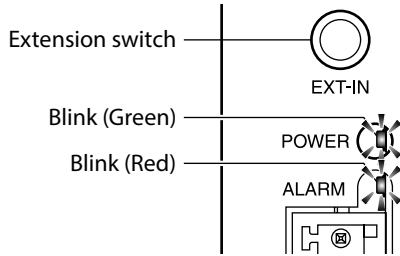 Extension switch
EXT-IN
Blink (Green)
POWER
Blink (Red)
ALARM